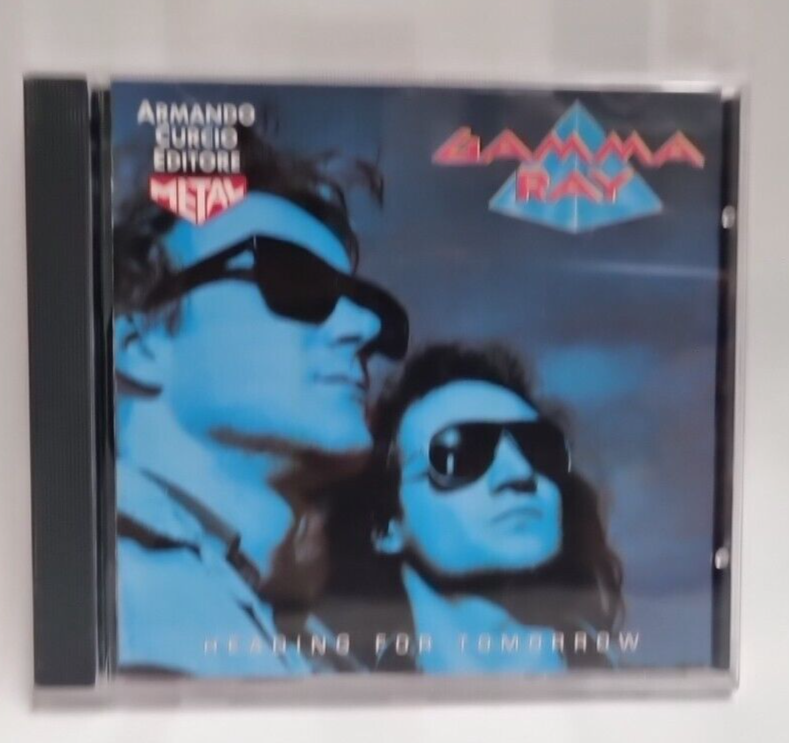 ARMANDO
CURCIO
EDITORE
METAL
GAMMA
RAY
HEADING FOR TOMORROW